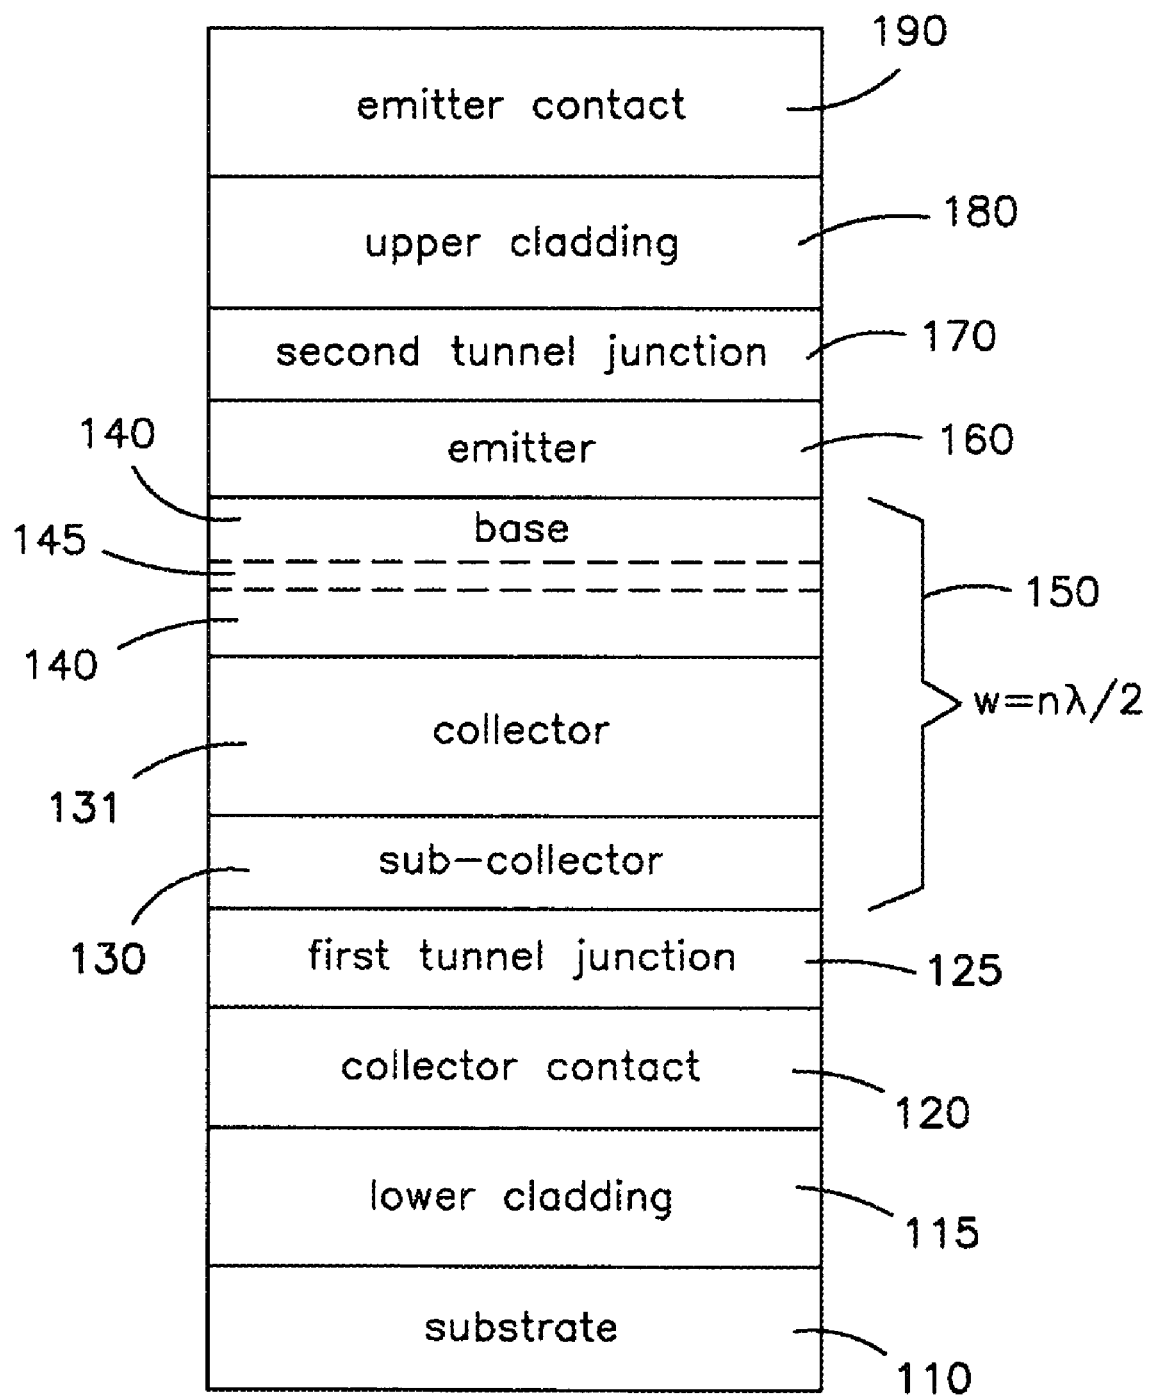 190
emitter contact
180
upper cladding
170
second tunnel junction
140
160
emitter
base
145
150
140
w=nλ/2
collector
131
sub-collector
130
first tunnel junction
125
collector contact
120
lower cladding
115
substrate
110